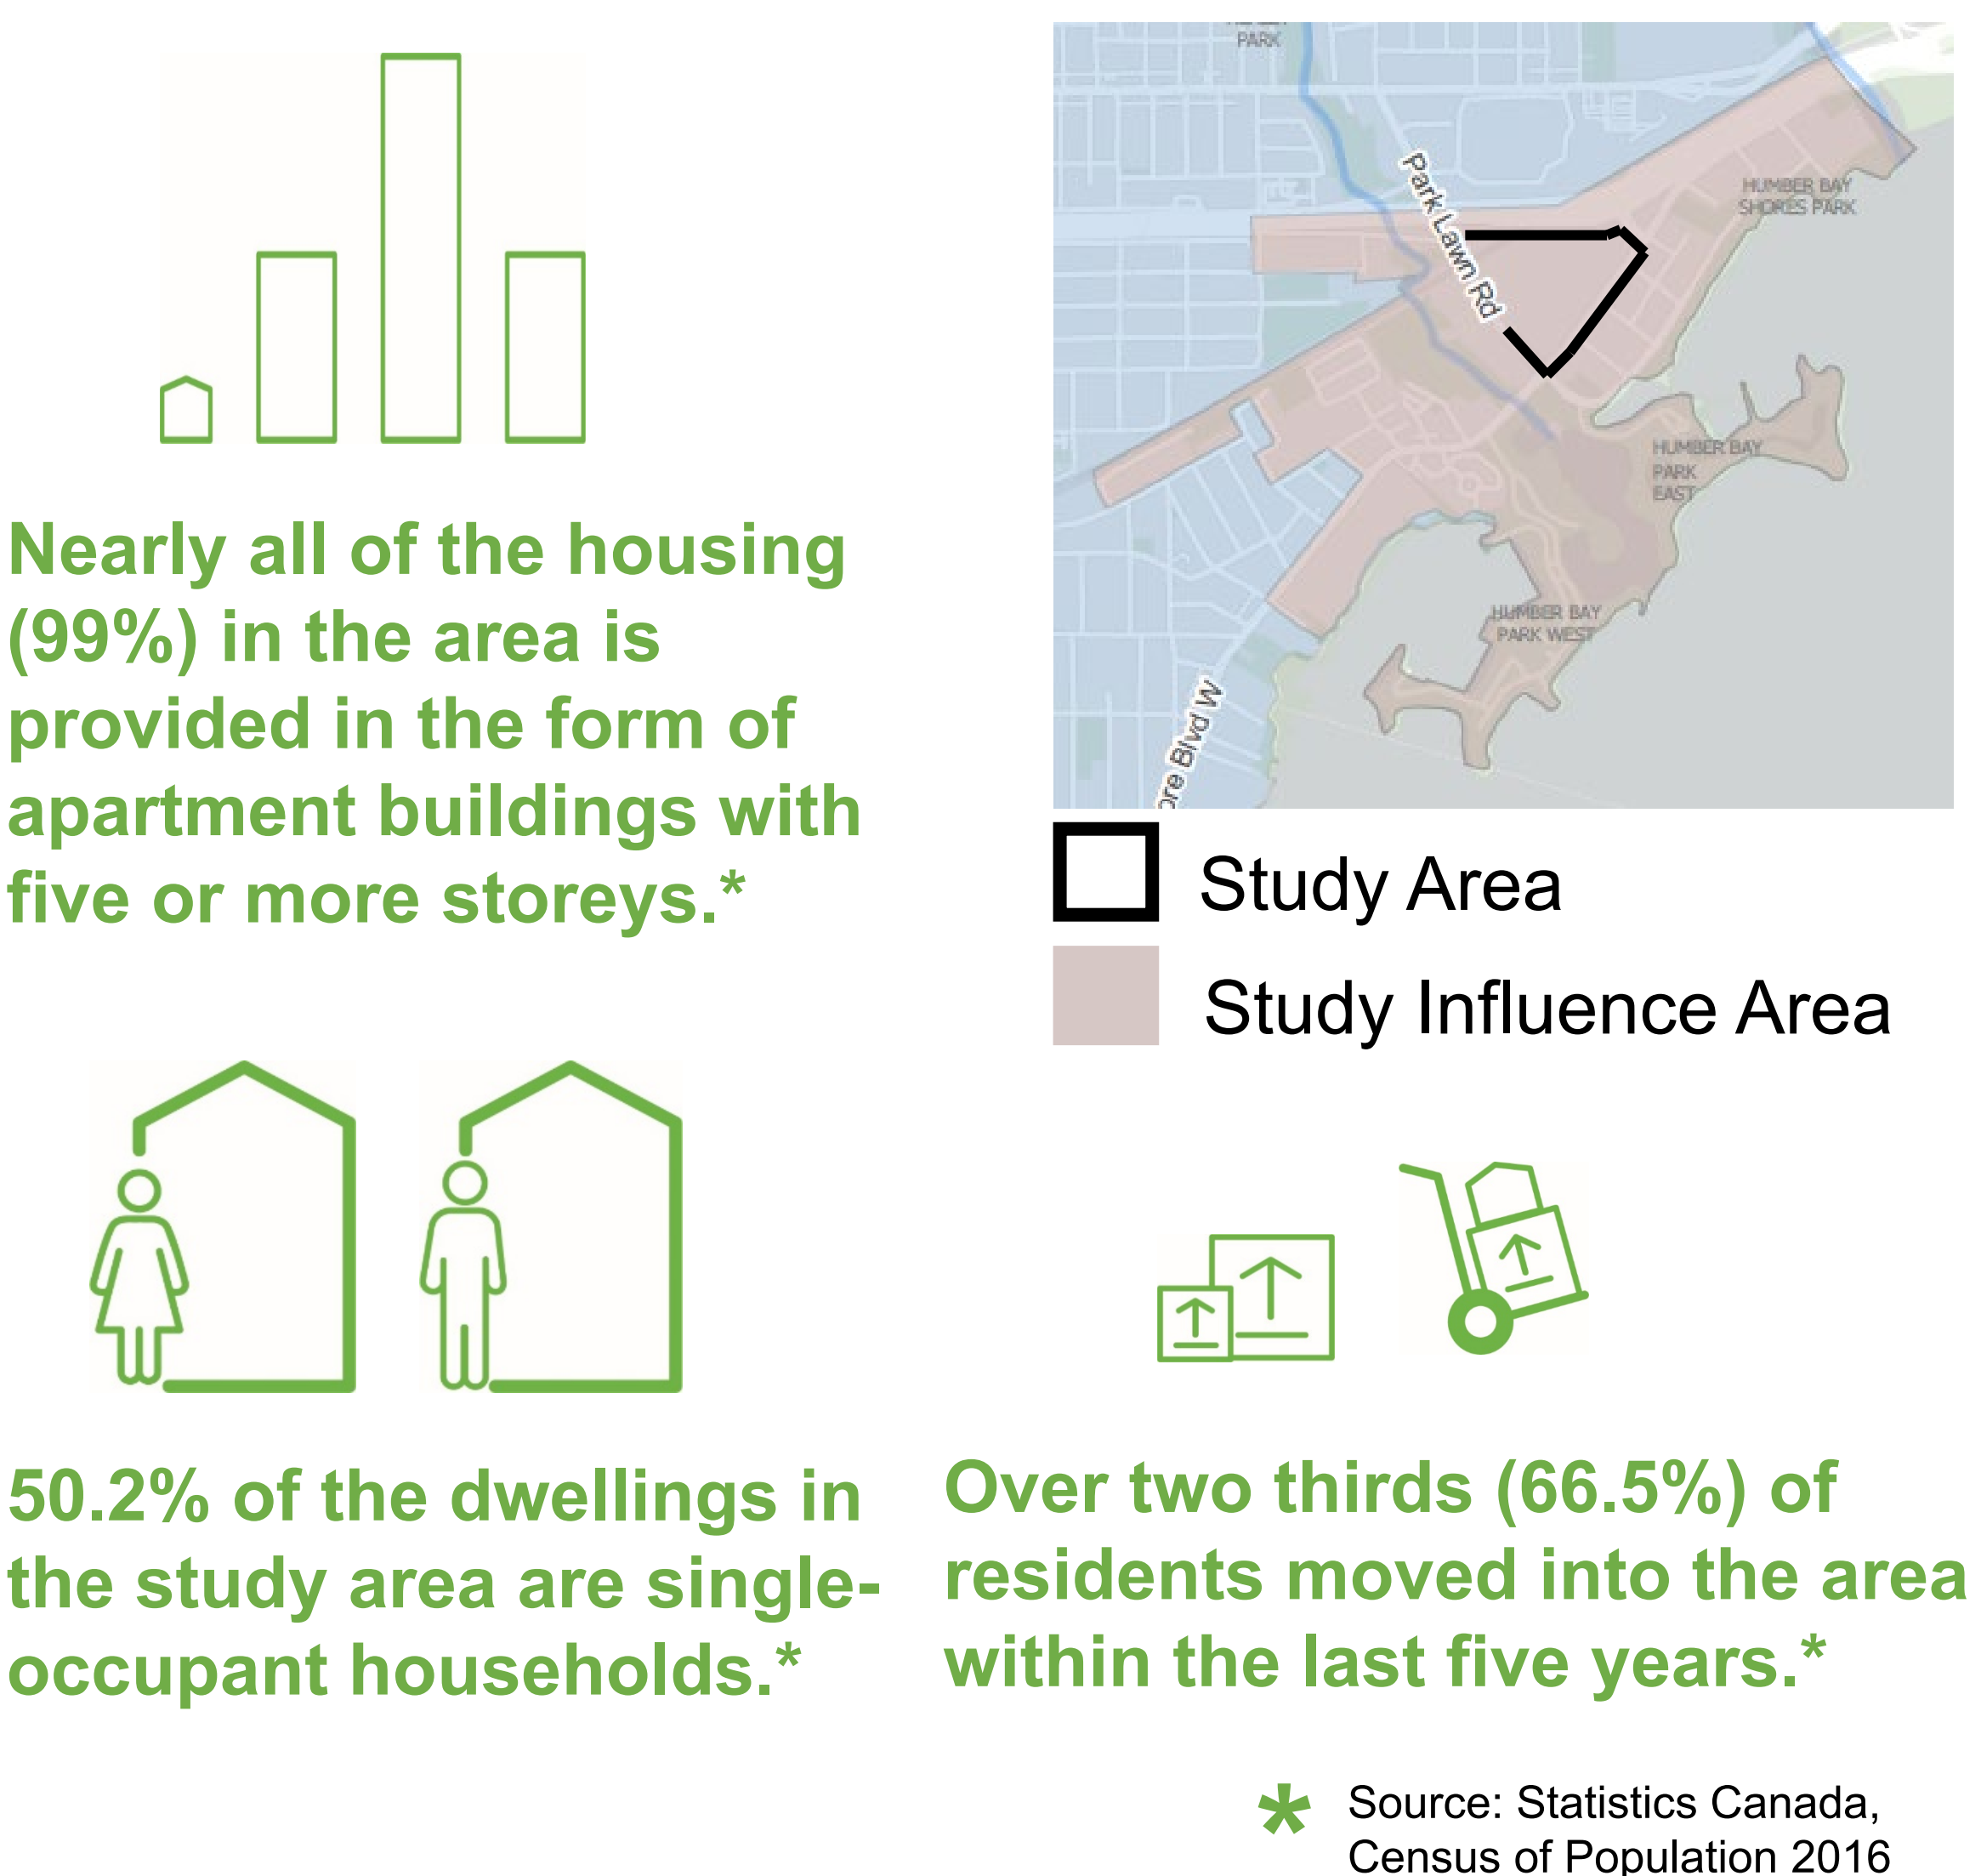 PARK
Park Lawn Rd
HUMBER BAY
SHORES PARK
HUMBER BAY
PARK
EAST
HUMBER BAY
PARK WEST
Blvd W
Study Area
Study Influence Area
Nearly all of the housing
(99%) in the area is
provided in the form of
apartment buildings with
five or more storeys.*
50.2% of the dwellings in
the study area are single-
occupant households.*
Over two thirds (66.5%) of
residents moved into the area
within the last five years.*
* Source: Statistics Canada,
Census of Population 2016